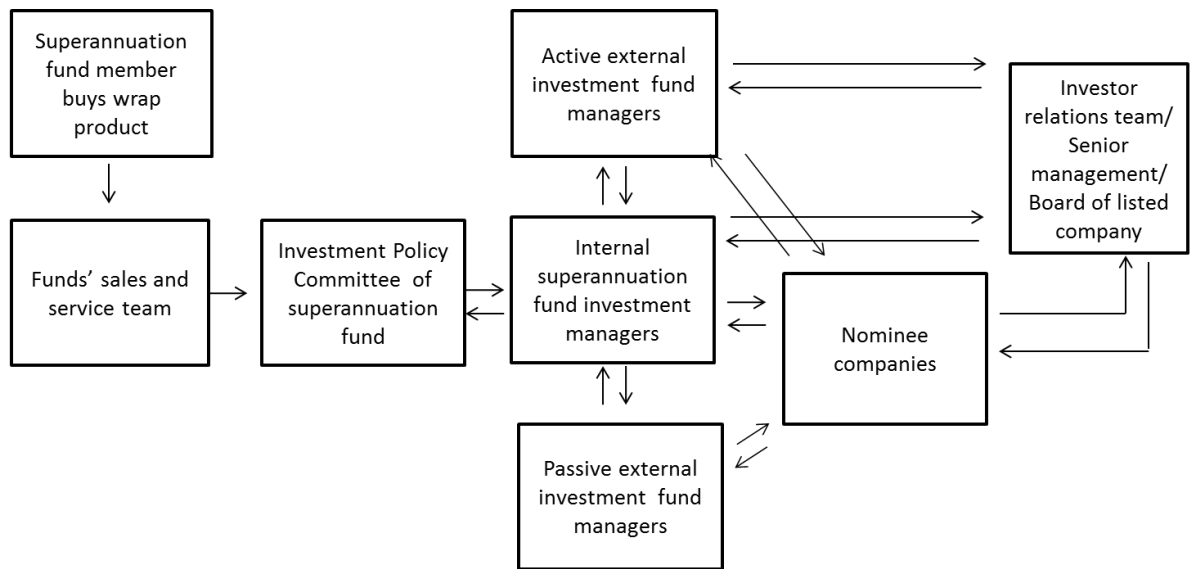 Superannuation
fund member
buys wrap
product
Active external
investment fund
managers
Investor
relations team/
Senior
management/
Board of listed
company
Funds’ sales and
service team
Investment Policy
Committee of
superannuation
fund
Internal
superannuation
fund investment
managers
Nominee
companies
Passive external
investment fund
managers